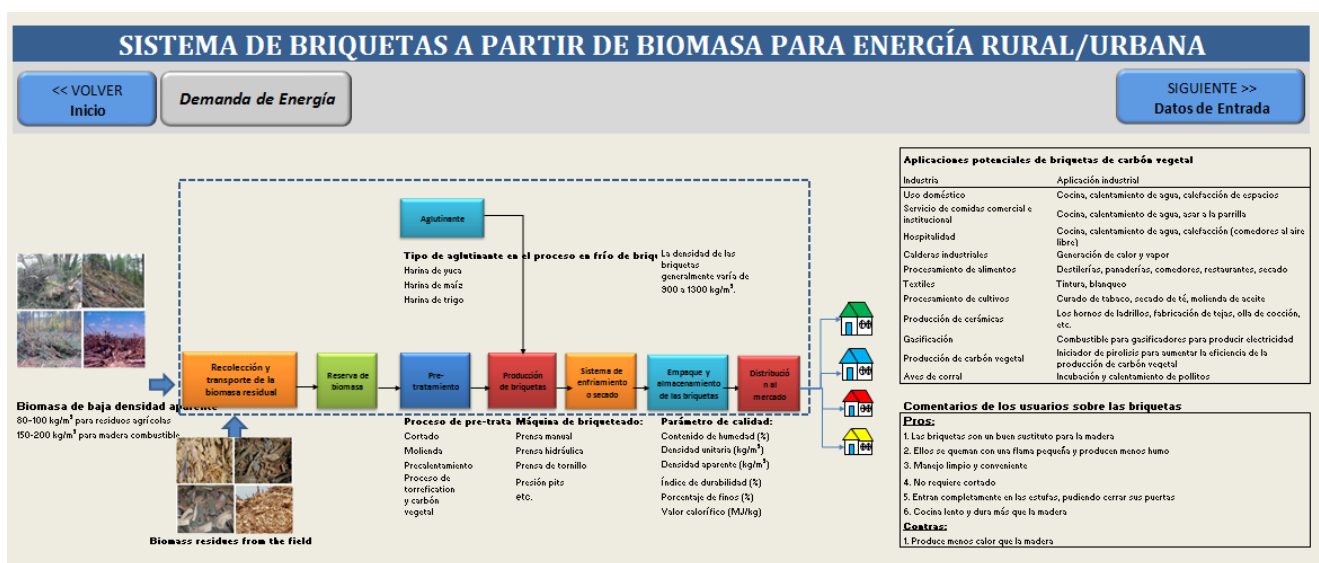 SISTEMA DE BRIQUETAS A PARTIR DE BIOMASA PARA ENERGÍA RURAL/URBANA
<< VOLVER
Inicio
Demanda de Energía
SIGUIENTE >>
Datos de Entrada
Aglutinante
Tipo de aglutinante en el proceso en frío de briqu
Harina de yuca
Harina de maíz
Harina de trigo
La densidad de las
briquetas
generalmente varía de
900 a 1300 kg/m³.
Recolección y
transporte de la
biomasa residual
Reserva de
biomasa
Pre-
tratamiento
Producción
de briquetas
Sistema de
enfriamiento
o secado
Empaque y
almacenamiento
de las briquetas
Distribució
n al
mercado
Biomasa de baja densidad aparente
80-100 kg/m³ para residuos agrícolas
150-200 kg/m³ para madera combustible
Biomass residues from the field
Proceso de pre-trata
Cortado
Molienda
Precalentamiento
Proceso de
torrefication
y carbón
vegetal
Máquina de briqueteado:
Prensa manual
Prensa hidráulica
Prensa de tornillo
Presión pits
etc.
Parámetro de calidad:
Contenido de humedad (%)
Densidad unitaria (kg/m³)
Densidad aparente (kg/m³)
Índice de durabilidad (%)
Porcentaje de finos (%)
Valor calorífico (MJ/kg)
Aplicaciones potenciales de briquetas de carbón vegetal
Industria Aplicación industrial
Uso doméstico Cocina, calentamiento de agua, calefacción de espacios
Servicio de comidas comercial e
institucional Cocina, calentamiento de agua, asar a la parrilla
Hospitalidad Cocina, calentamiento de agua, calefacción (comedores al aire
libre)
Calderas industriales Generación de calor y vapor
Procesamiento de alimentos Destilerías, panaderías, comedores, restaurantes, secado
Textiles Tintura, blanqueo
Procesamiento de cultivos Curado de tabaco, secado de té, molienda de aceite
Producción de cerámicas Los hornos de ladrillos, fabricación de tejas, olla de cocción,
etc.
Gasificación Combustible para gasificadores para producir electricidad
Producción de carbón vegetal Iniciador de pirolisis para aumentar la eficiencia de la
producción de carbón vegetal
Aves de corral Incubación y calentamiento de pollitos
Comentarios de los usuarios sobre las briquetas
Pros:
1. Las briquetas son un buen sustituto para la madera
2. Ellos se queman con una flama pequeña y producen menos humo
3. Manejo limpio y conveniente
4. No requiere cortado
5. Entran completamente en las estufas, pudiendo cerrar sus puertas
6. Cocina lento y dura más que la madera
Contras:
1. Produce menos calor que la madera